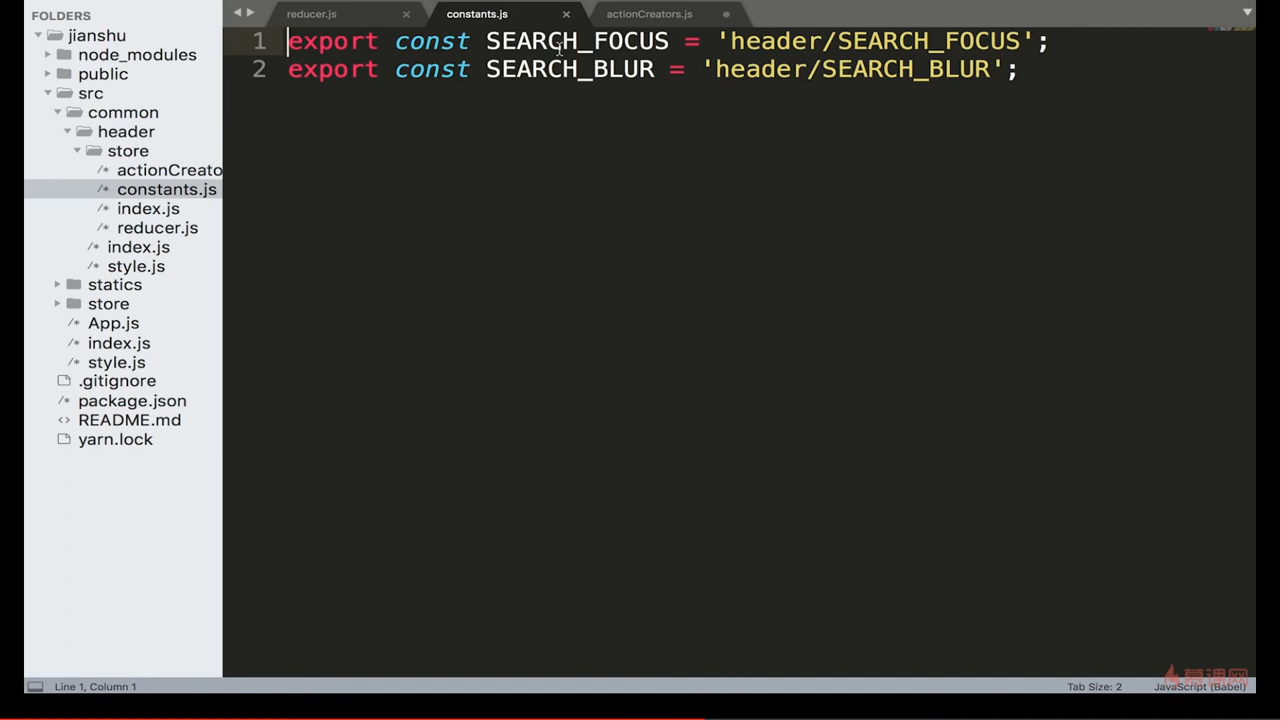 FOLDERS
jianshu
node_modules
public
src
common
header
store
actionCreato
constants.js
index.js
reducer.js
index.js
style.js
statics
store
App.js
index.js
style.js
.gitignore
package.json
README.md
yarn.lock
reducer.js
constants.js
actionCreators.js
1 export const SEARCH_FOCUS = 'header/SEARCH_FOCUS';
2 export const SEARCH_BLUR = 'header/SEARCH_BLUR';
Line 1, Column 1
Tab Size: 2
JavaScript (Babel)
慕课网